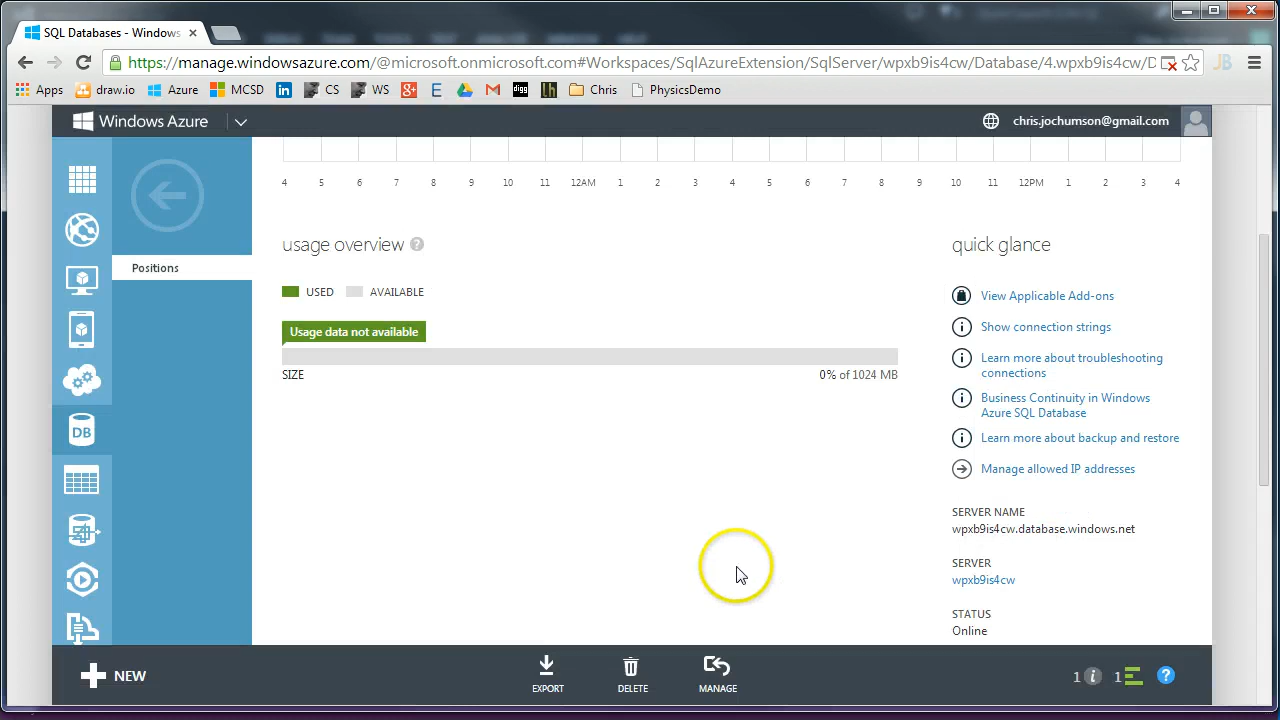 SQL Databases - Windows
https://manage.windowsazure.com/@microsoft.onmicrosoft.com#Workspaces/SqlAzureExtension/SqlServer/wpxb9is4cw/Database/4.wpxb9is4cw/D
Apps draw.io Azure MCSD CS WS E digg Chris PhysicsDemo
JB
Windows Azure chris.jochumson@gmail.com
4 5 6 7 8 9 10 11 12AM 1 2 3 4 5 6 7 8 9 10 11 12PM 1 2 3 4
Positions
usage overview ?
USED AVAILABLE
Usage data not available
SIZE 0% of 1024 MB
quick glance
View Applicable Add-ons
Show connection strings
Learn more about troubleshooting
connections
Business Continuity in Windows
Azure SQL Database
Learn more about backup and restore
Manage allowed IP addresses
SERVER NAME
wpxb9is4cw.database.windows.net
SERVER
wpxb9is4cw
STATUS
Online
DB
NEW EXPORT DELETE MANAGE 1 i 1 ?